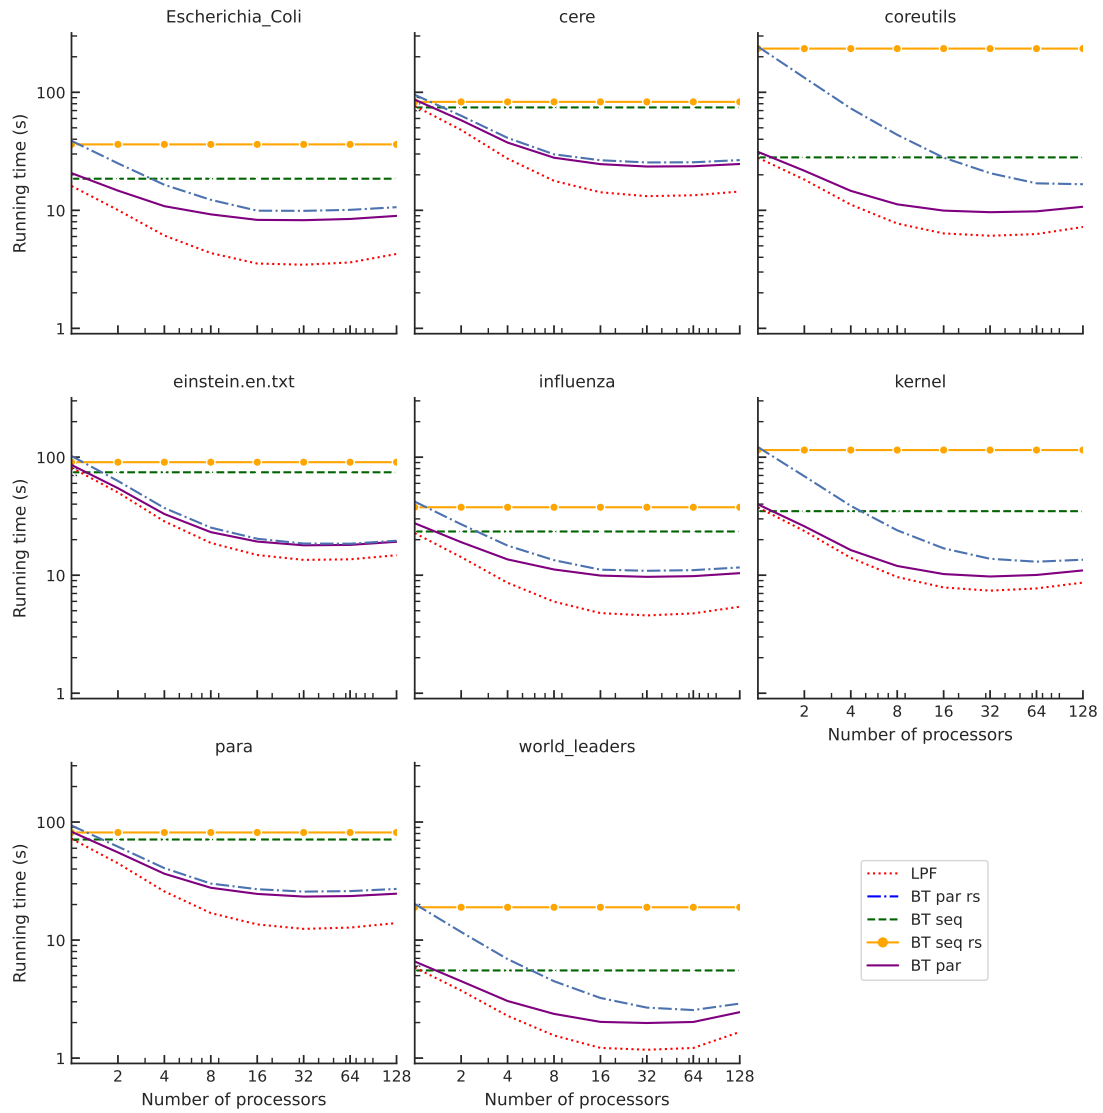 Escherichia_Coli
cere
coreutils
Running time (s)
100
10
1
einstein.en.txt
influenza
kernel
Running time (s)
100
10
1
2 4 8 16 32 64 128
Number of processors
para
world_leaders
Running time (s)
100
10
1
2 4 8 16 32 64 128
Number of processors
2 4 8 16 32 64 128
Number of processors
LPF
BT par rs
BT seq
BT seq rs
BT par